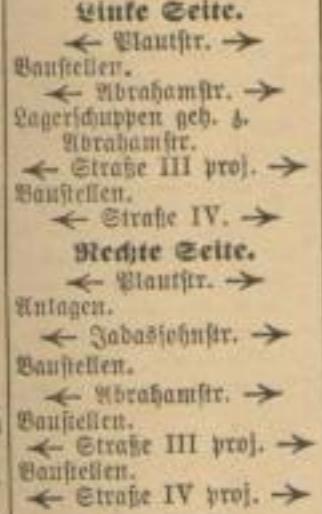 Linke Seite.
← Plautstr. →
Baustellen.
← Abrahamstr. →
Lagerschuppen geh. z.
Abrahamstr.
← Straße III proj. →
Baustellen.
← Straße IV. →
Rechte Seite.
← Plautstr. →
Anlagen.
← Jadassohnstr. →
Baustellen.
← Abrahamstr. →
Baustellen.
← Straße III proj. →
Baustellen.
← Straße IV proj. →